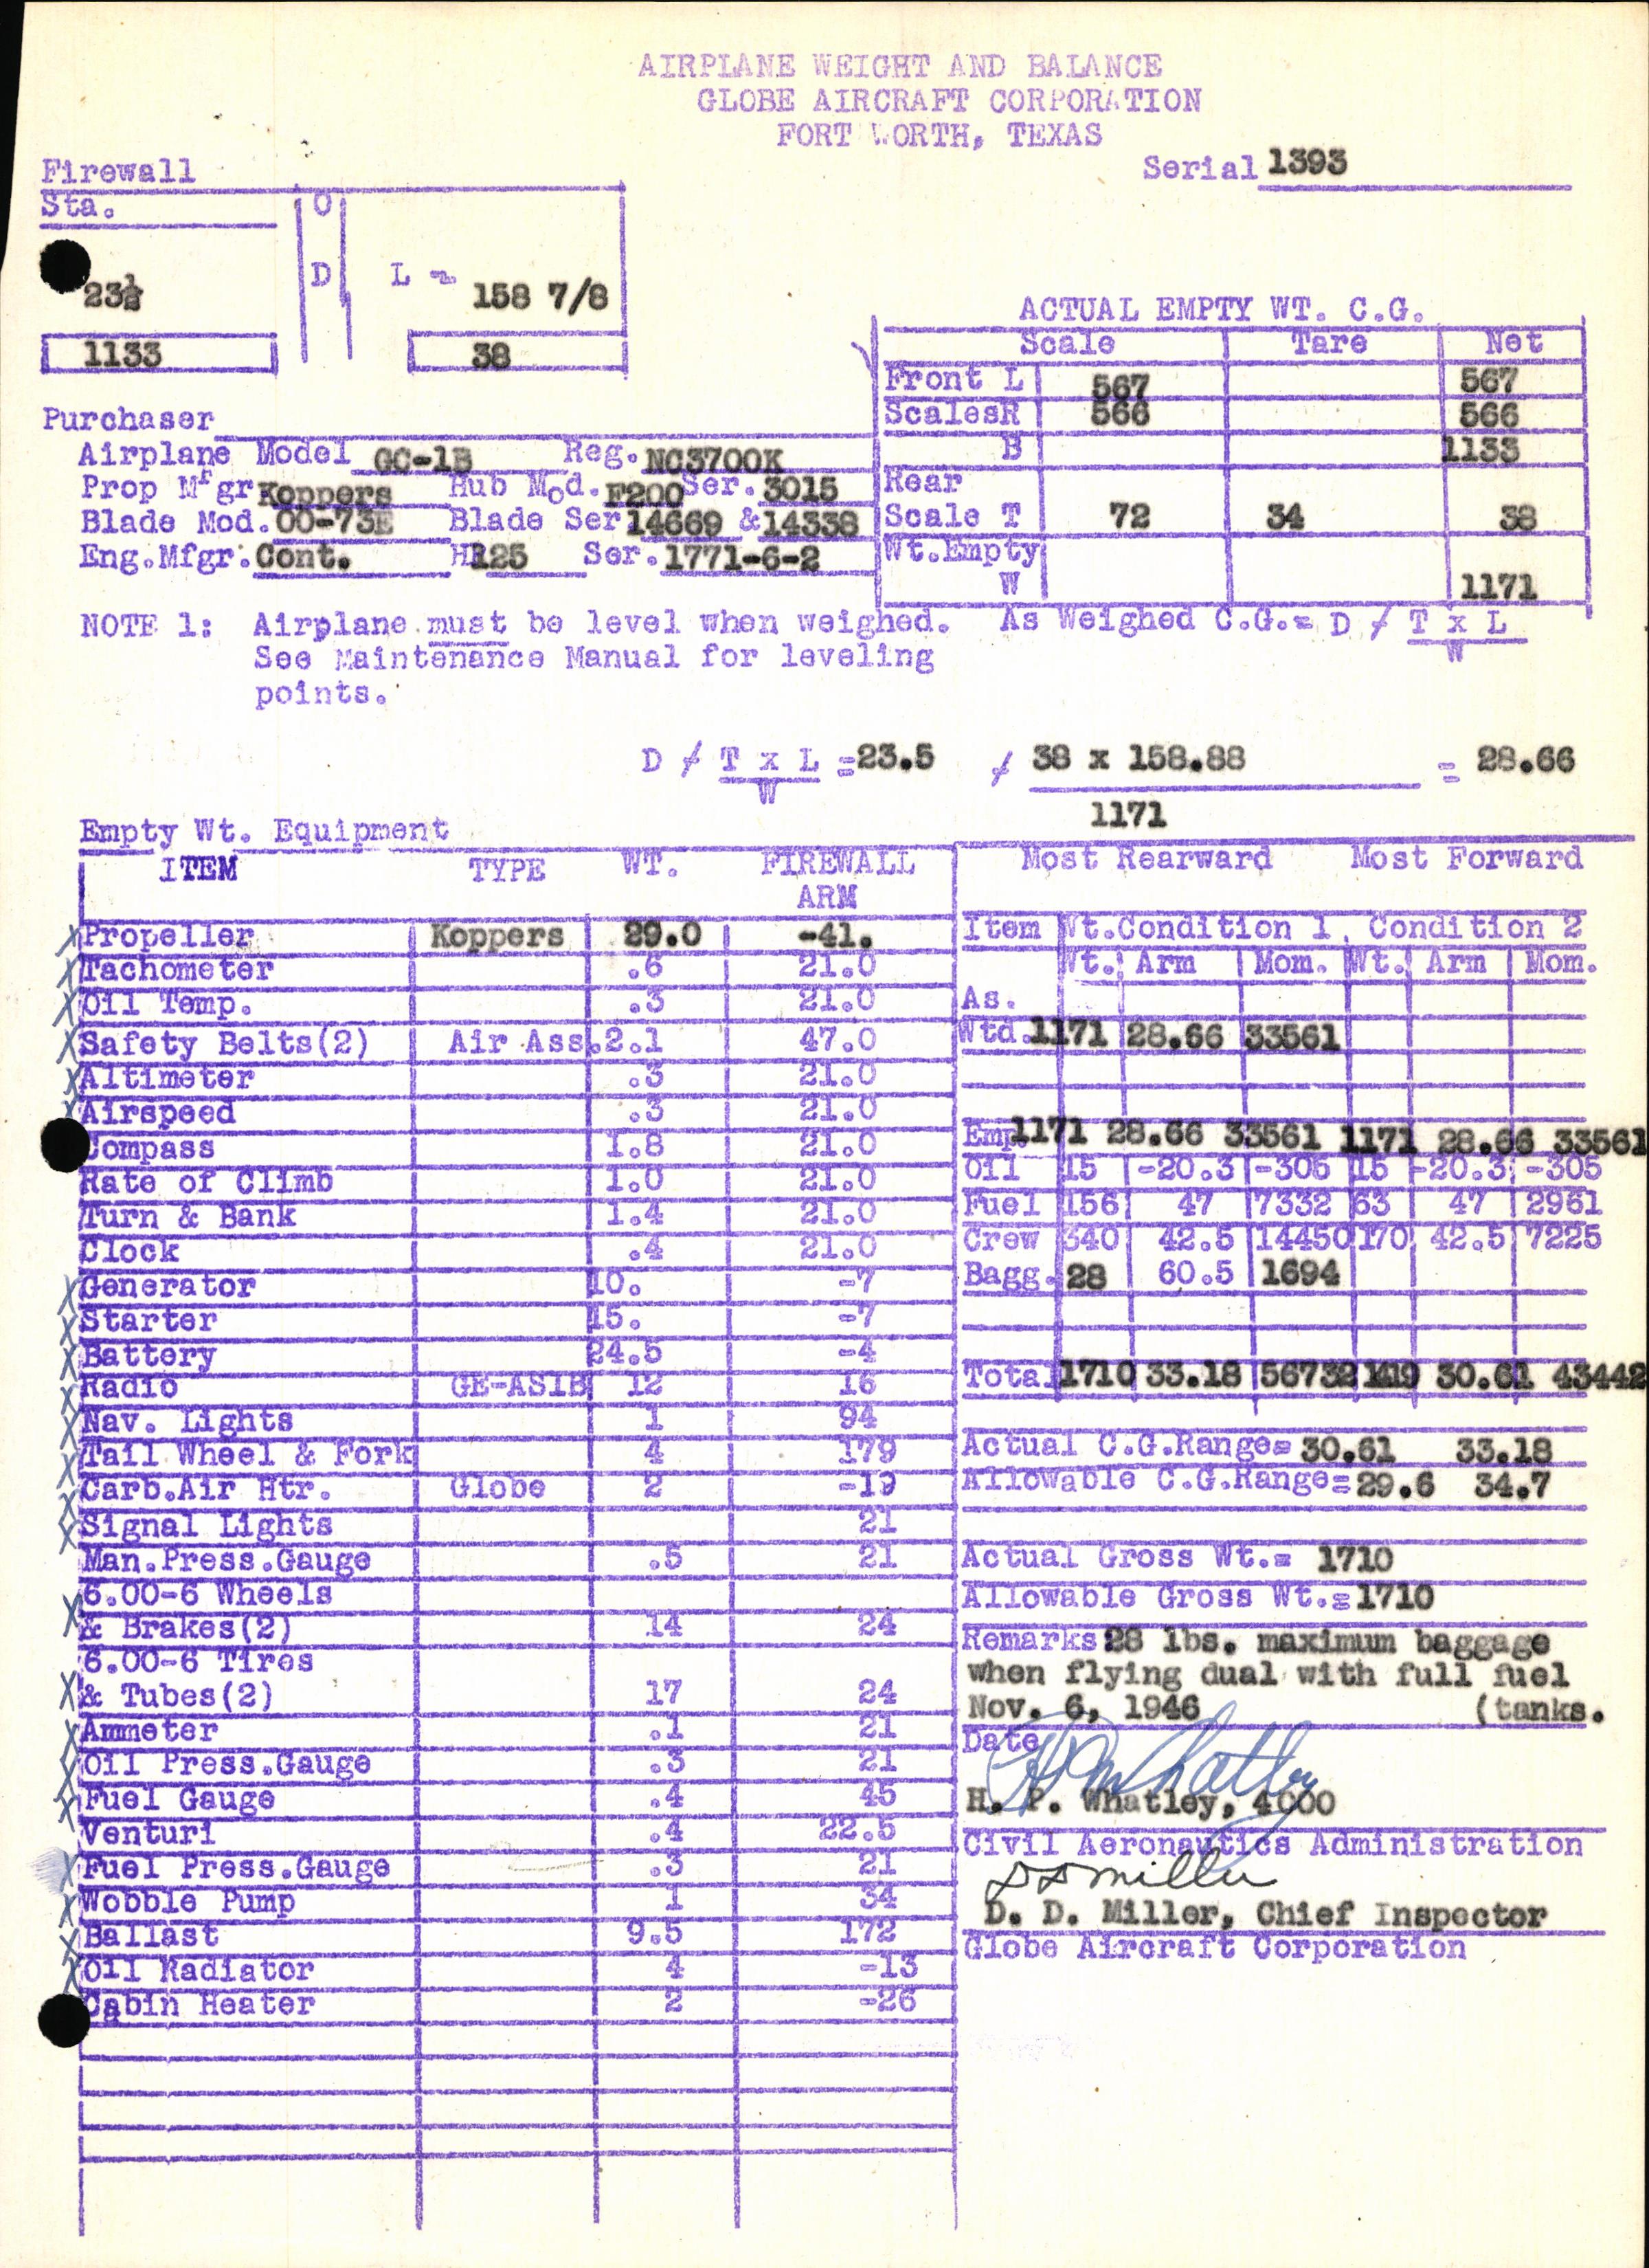 AIRPLANE WEIGHT AND BALANCE
GLOBE AIRCRAFT CORPORATION
FORT WORTH, TEXAS
Serial 1393
Firewall
Sta.
O
D
L =
23½
158 7/8
1133
38
ACTUAL EMPTY WT. C.G.
Scale Tare Net
Front L 567 567
Scales R 566 566
B 1133
Rear
Scale T 72 34 38
Wt.Empty
W 1171
Purchaser
Airplane Model GC-1B Reg. NC3700K
Prop Mfgr Koppers Hub Mod. F200 Ser. 3015
Blade Mod. 00-73E Blade Ser 14669 & 14338
Eng.Mfgr. Cont. HP 125 Ser. 1771-6-2
NOTE 1: Airplane must be level when weighed. As Weighed C.G.= D / T x L
W
See Maintenance Manual for leveling
points.
D / T x L = 23.5 / 38 x 158.88 = 28.66
W 1171
Empty Wt. Equipment
ITEM TYPE WT. FIREWALL
ARM
X Propeller Koppers 29.0 -41.
X Tachometer .6 21.0
X Oil Temp. .3 21.0
X Safety Belts(2) Air Ass. 2.1 47.0
X Altimeter .3 21.0
X Airspeed .3 21.0
Compass 1.8 21.0
Rate of Climb 1.0 21.0
Turn & Bank 1.4 21.0
Clock .4 21.0
X Generator 10. -7
X Starter 15. -7
X Battery 24.5 -4
X Radio GE-AS1B 12 16
X Nav. Lights 1 94
X Tail Wheel & Fork 4 179
X Carb.Air Htr. Globe 2 -19
X Signal Lights 21
Man.Press.Gauge .5 21
6.00-6 Wheels
X & Brakes(2) 14 24
6.00-6 Tires
X & Tubes(2) 17 24
X Ammeter .1 21
X Oil Press.Gauge .3 21
X Fuel Gauge .4 45
Venturi .4 22.5
X Fuel Press.Gauge .3 21
X Wobble Pump 1 34
X Ballast 9.5 172
X Oil Radiator 4 -13
Cabin Heater 2 -26
Most Rearward Most Forward
Item Wt.Condition 1 Condition 2
Wt. Arm Mom. Wt. Arm Mom.
As.
Wtd. 1171 28.66 33561
Emp 1171 28.66 33561 1171 28.66 33561
Oil 15 -20.3 -305 15 -20.3 -305
Fuel 156 47 7332 63 47 2961
Crew 340 42.5 14450 170 42.5 7225
Bagg. 28 60.5 1694
Total 1710 33.18 56732 1419 30.61 43442
Actual C.G.Range= 30.61 33.18
Allowable C.G.Range= 29.6 34.7
Actual Gross Wt.= 1710
Allowable Gross Wt.= 1710
Remarks 28 lbs. maximum baggage
when flying dual with full fuel
Nov. 6, 1946 (tanks.
Date
HP Whatley
H. P. Whatley, 4000
Civil Aeronautics Administration
D D Miller
D. D. Miller, Chief Inspector
Globe Aircraft Corporation